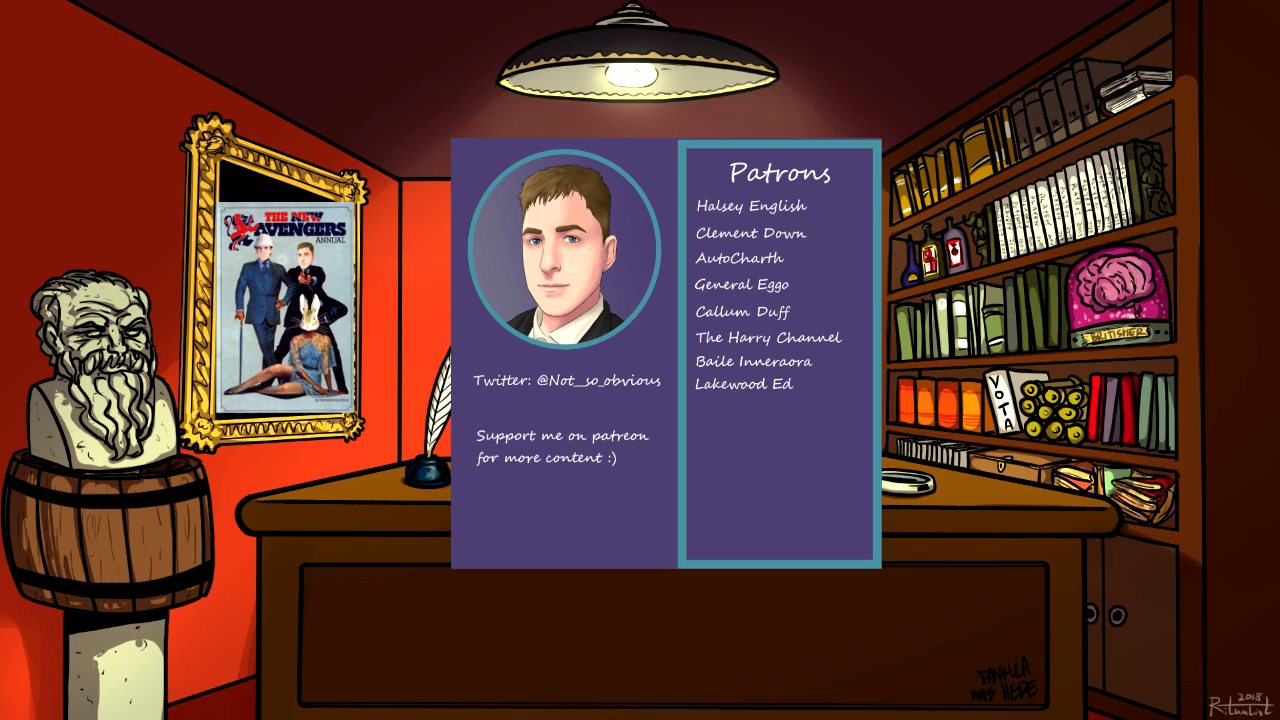 THE NEW
AVENGERS
ANNUAL
Twitter: @Not_so_obvious
Support me on patreon
for more content :)
Patrons
Halsey English
Clement Down
AutoCharth
General Eggo
Callum Duff
The Harry Channel
Baile Inneraora
Lakewood Ed
BRITISHER
VOTA
DANKULA
WAS HERE
2018
Ritualist